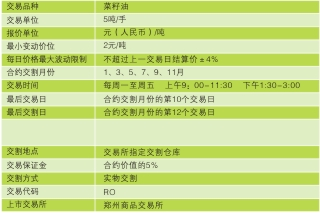 交易品种 菜籽油
交易单位 5吨/手
报价单位 元（人民币）/吨
最小变动价位 2元/吨
每日价格最大波动限制 不超过上一交易日结算价±4%
合约交割月份 1、3、5、7、9、11月
交易时间 每周一至周五 上午9：00-11:30 下午1:30-3:00
最后交易日 合约交割月份的第10个交易日
最后交割日 合约交割月份的第12个交易日
交割地点 交易所指定交割仓库
交易保证金 合约价值的5%
交割方式 实物交割
交易代码 RO
上市交易所 郑州商品交易所